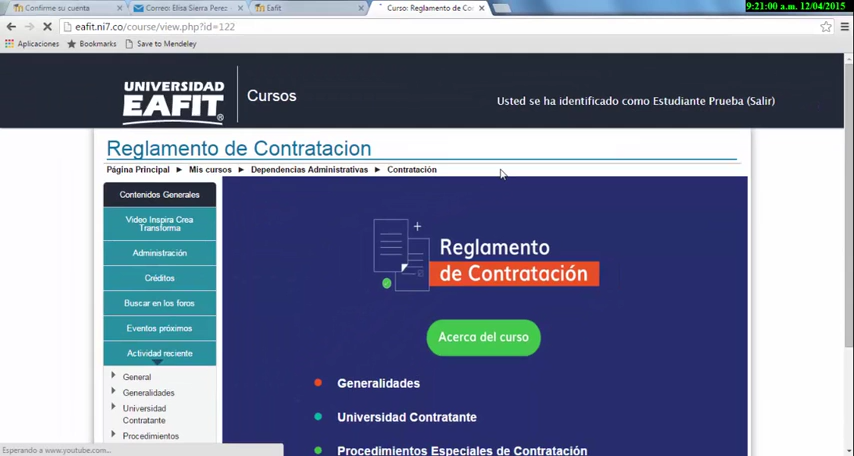 Confirme su cuenta
Correo: Elisa Sierra Perez
Eafit
Curso: Reglamento de Co
9:21:00 a.m. 12/04/2015
eafit.ni7.co/course/view.php?id=122
Aplicaciones
Bookmarks
Save to Mendeley
UNIVERSIDAD
EAFIT
Cursos
Usted se ha identificado como Estudiante Prueba (Salir)
Reglamento de Contratacion
Página Principal ► Mis cursos ► Dependencias Administrativas ► Contratación
Contenidos Generales
Video Inspira Crea
Transforma
Administración
Créditos
Buscar en los foros
Eventos próximos
Actividad reciente
General
Generalidades
Universidad
Contratante
Procedimientos
Reglamento
de Contratación
Acerca del curso
Generalidades
Universidad Contratante
Procedimientos Especiales de Contratación
Esperando a www.youtube.com...